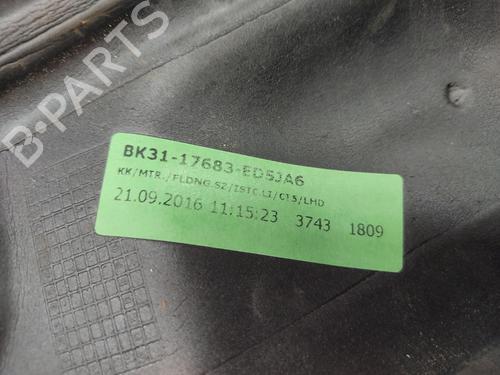 B-PARTS
BK31-17683-ED5JA6
KK/MTR./FLDNG.SZ/ISTC.LI/CT5/LHD
21.09.2016 11:15:23 3743 1809